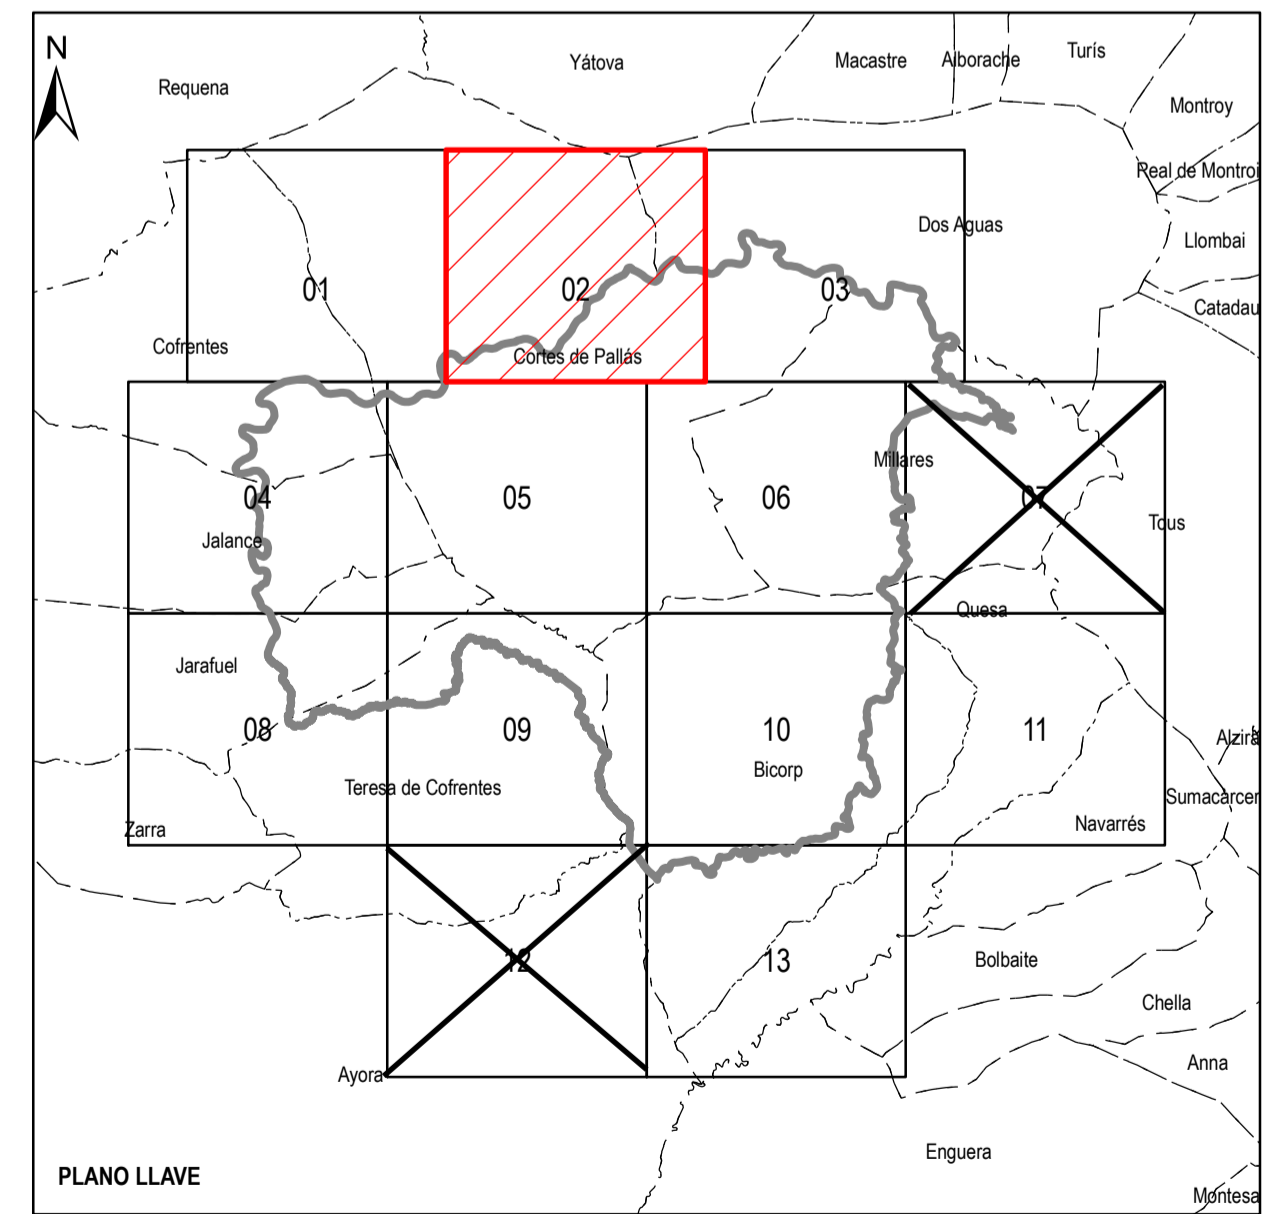 N
Requena
Yátova
Macastre
Alborache
Turís
Montroy
Real de Montroi
Dos Aguas
Llombai
01
02
03
Catadau
Cofrentes
Cortes de Pallás
Millares
04
05
06
07
Tous
Jalance
Quesa
Jarafuel
08
09
10
11
Alzira
Bicorp
Teresa de Cofrentes
Sumacàrcer
Zarra
Navarrés
12
13
Bolbaite
Chella
Anna
Ayora
Enguera
PLANO LLAVE
Montesa